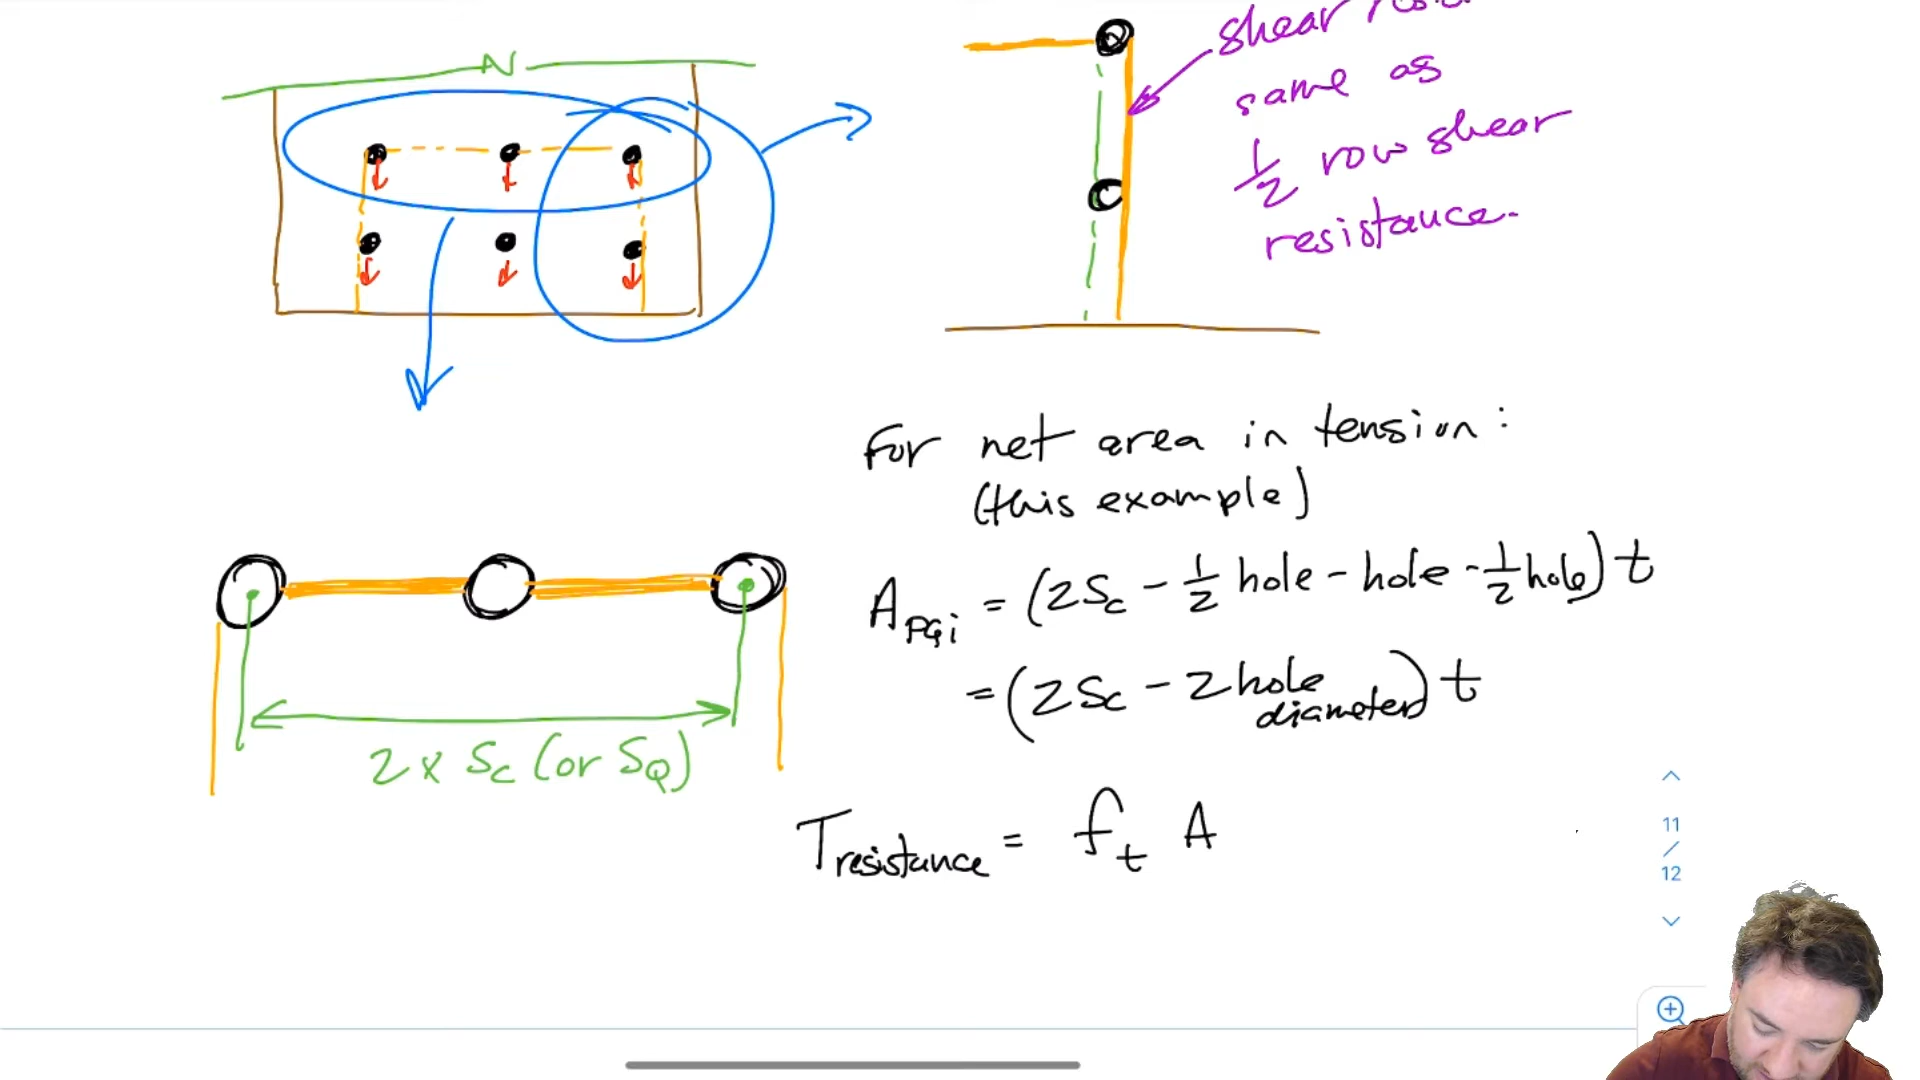 N
shear
same as
1/2 row shear
resistance.
For net area in tension:
(this example)
A_PGi = (2S_c - 1/2 hole - hole - 1/2 hole) t
= (2S_c - 2 hole diameter) t
2 x S_c (or S_Q)
T_resistance = f_t A
11
/
12